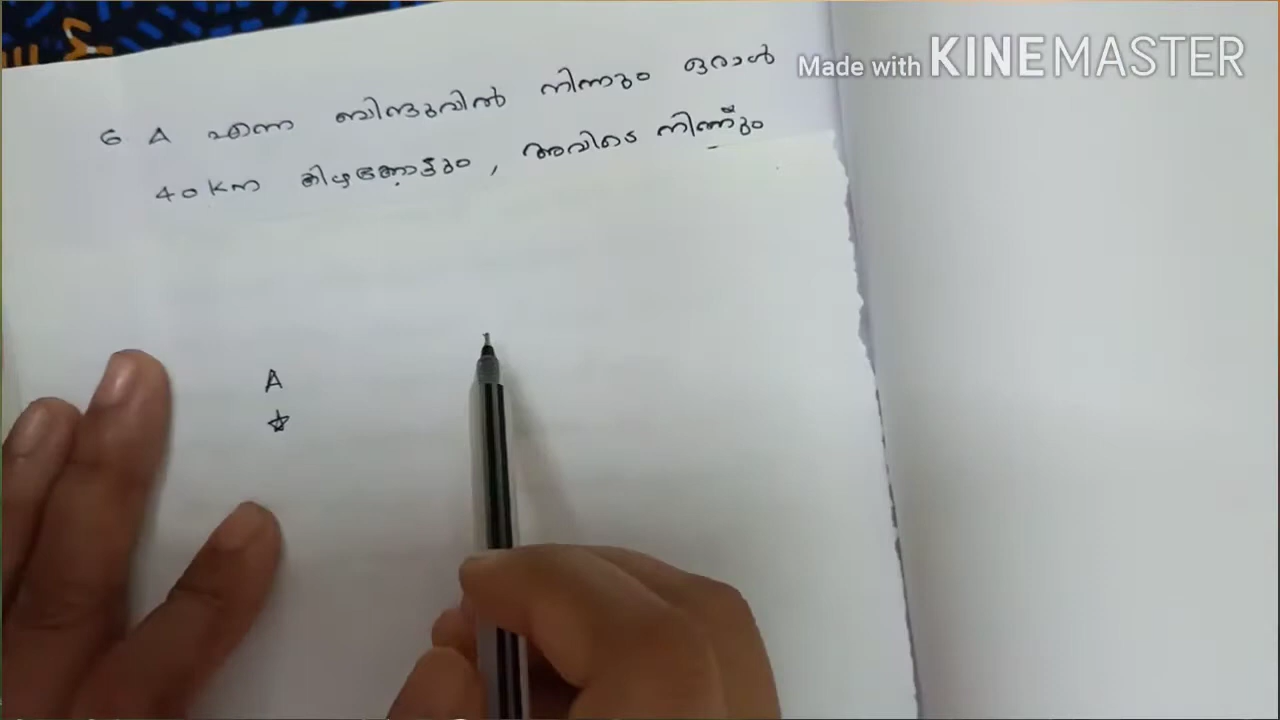 Made with KINEMASTER
6 A എന്ന ബിന്ദുവിൽ നിന്നും ഒരാൾ
40 Km കിഴക്കോട്ടും , അവിടെ നിന്നും
A